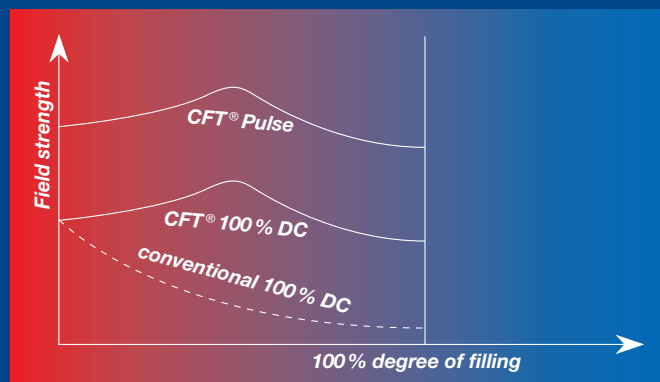 Field strength
CFT® Pulse
CFT® 100% DC
conventional 100% DC
100% degree of filling